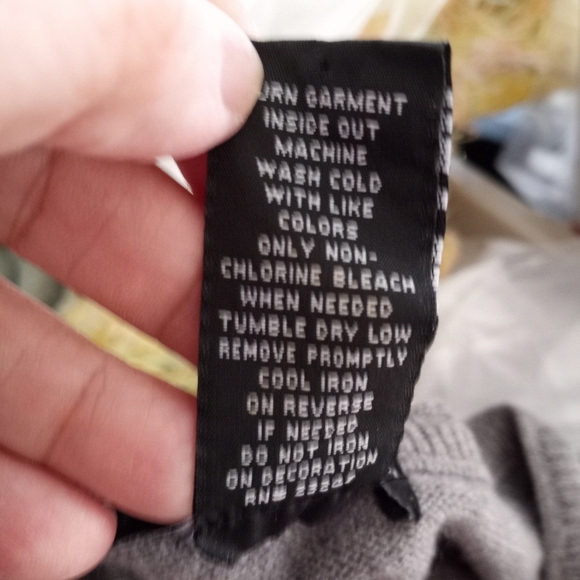 URN GARMENT
INSIDE OUT
MACHINE
WASH COLD
WITH LIKE
COLORS
ONLY NON-
CHLORINE BLEACH
WHEN NEEDED
TUMBLE DRY LOW
REMOVE PROMPTLY
COOL IRON
ON REVERSE
IF NEEDED
DO NOT IRON
ON DECORATION
RN#